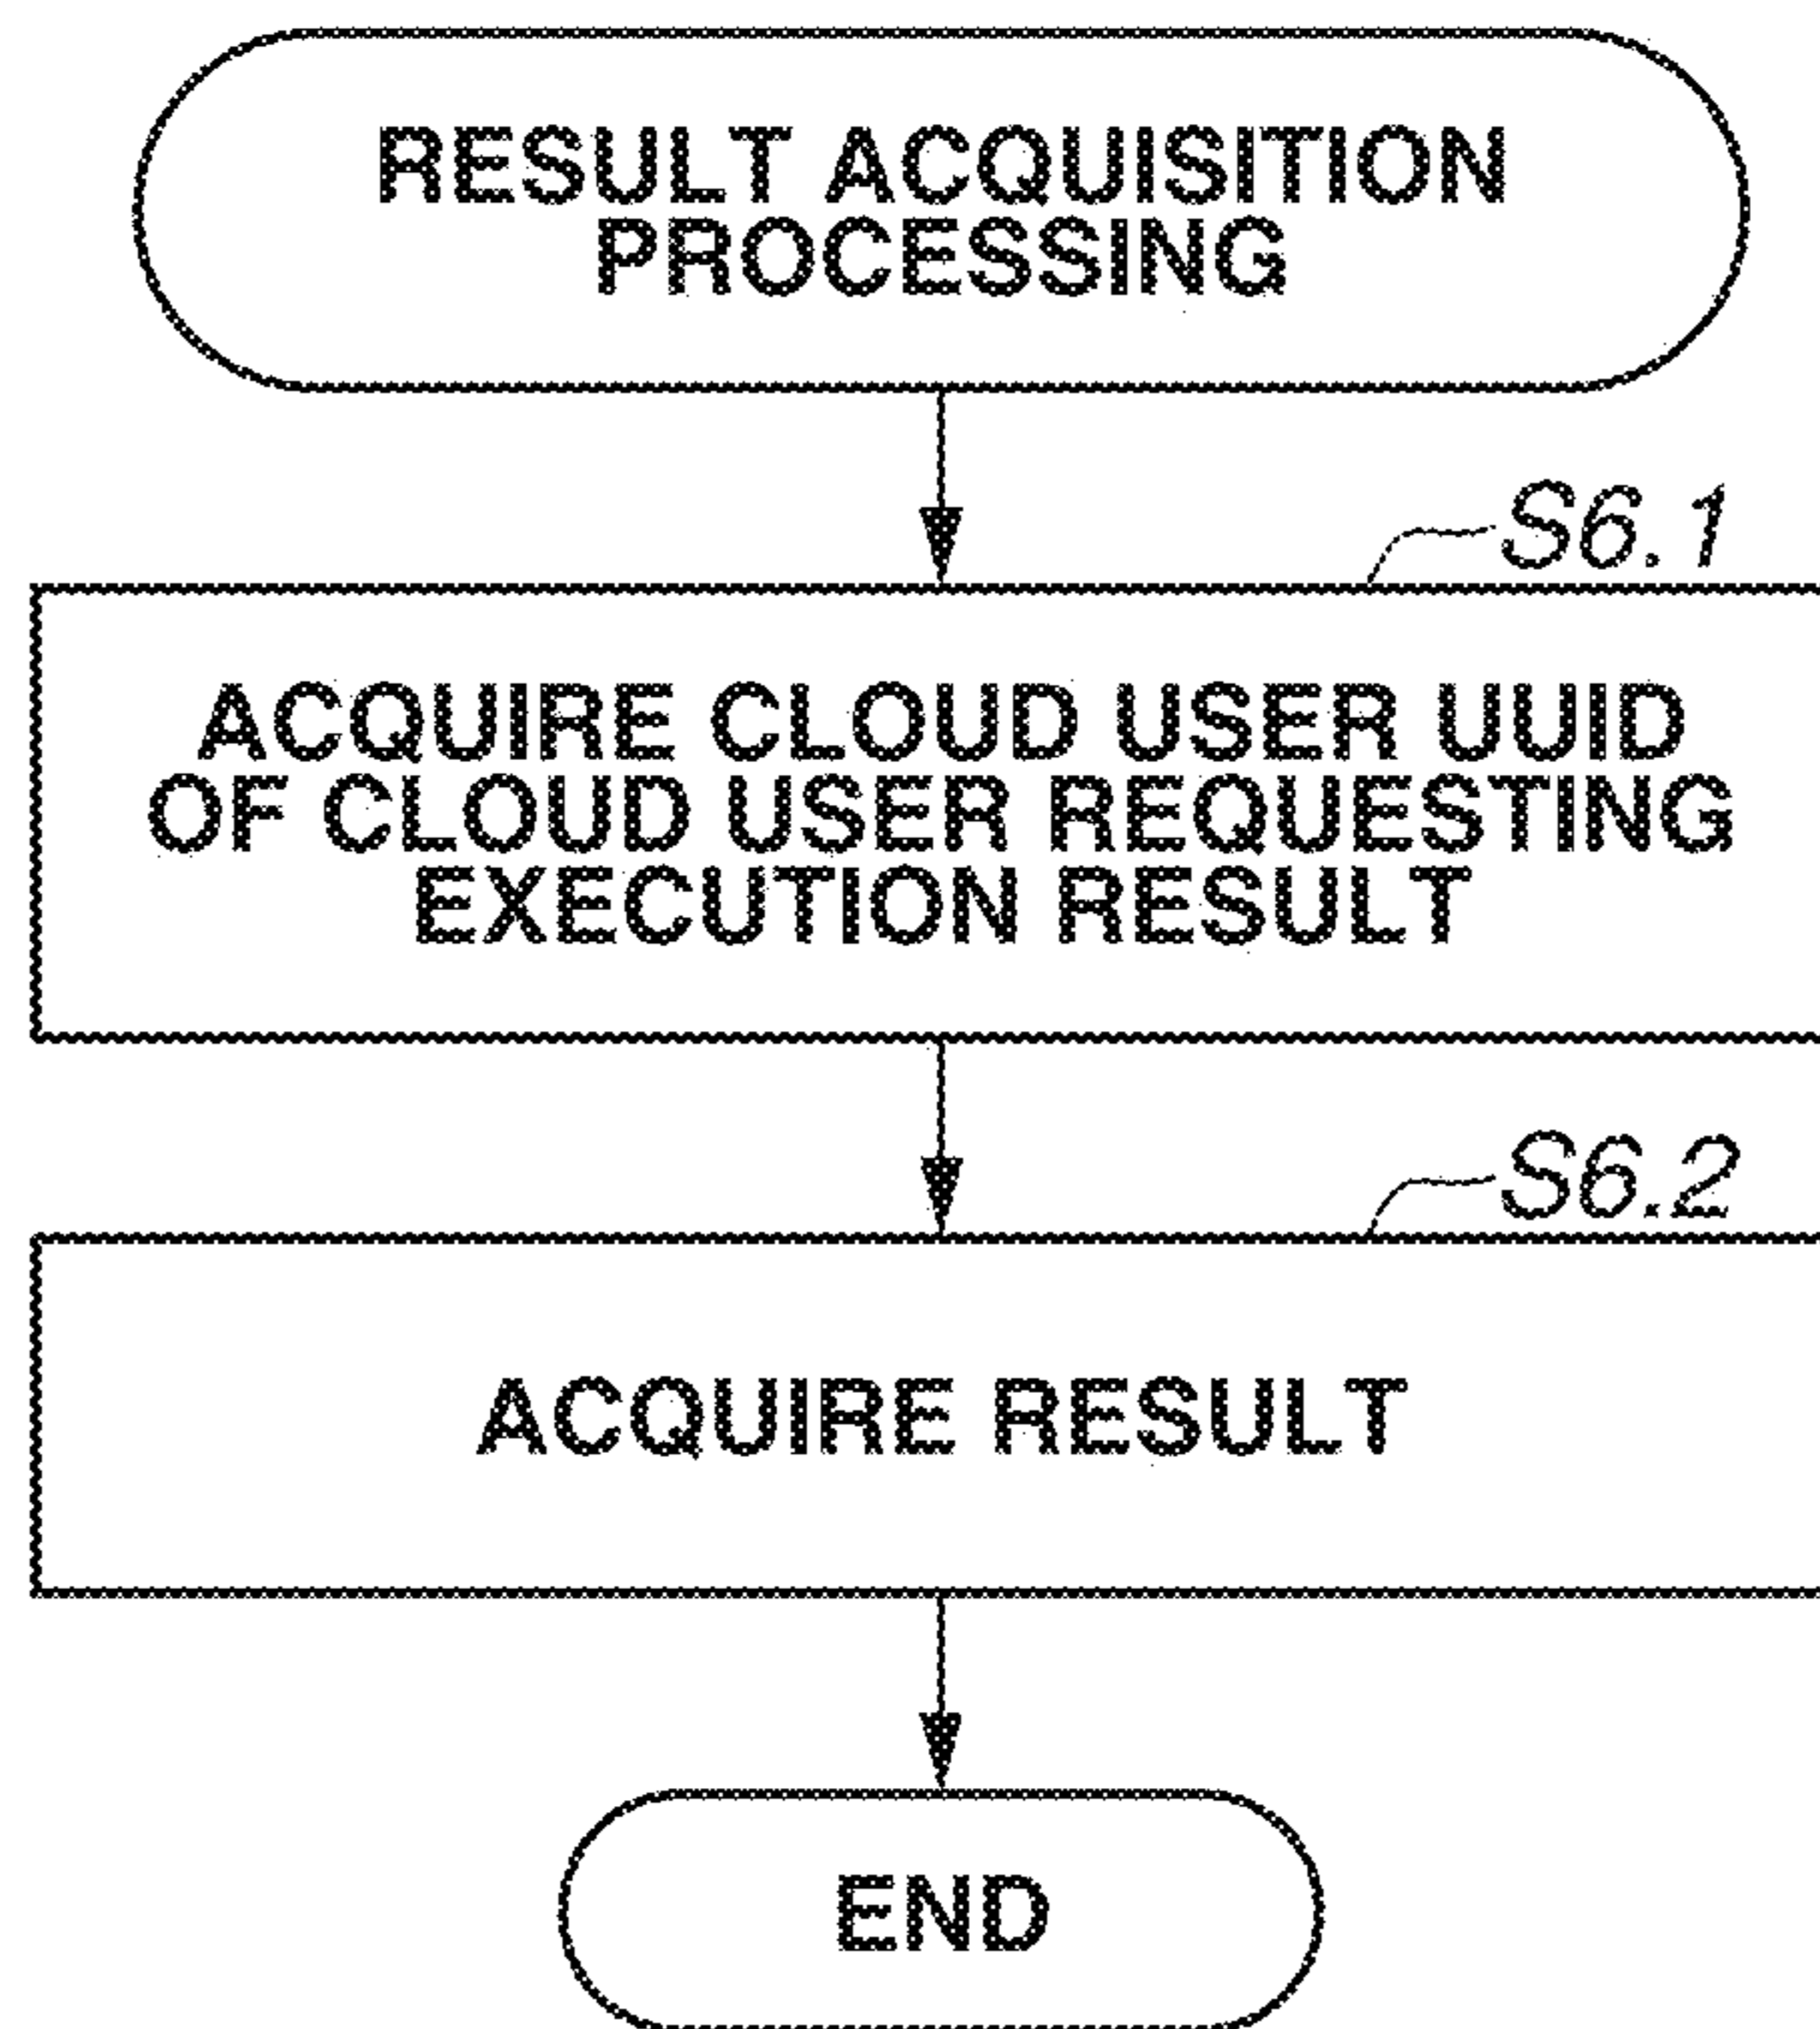 RESULT ACQUISITION
PROCESSING
S6.1
ACQUIRE CLOUD USER UUID
OF CLOUD USER REQUESTING
EXECUTION RESULT
S6.2
ACQUIRE RESULT
END